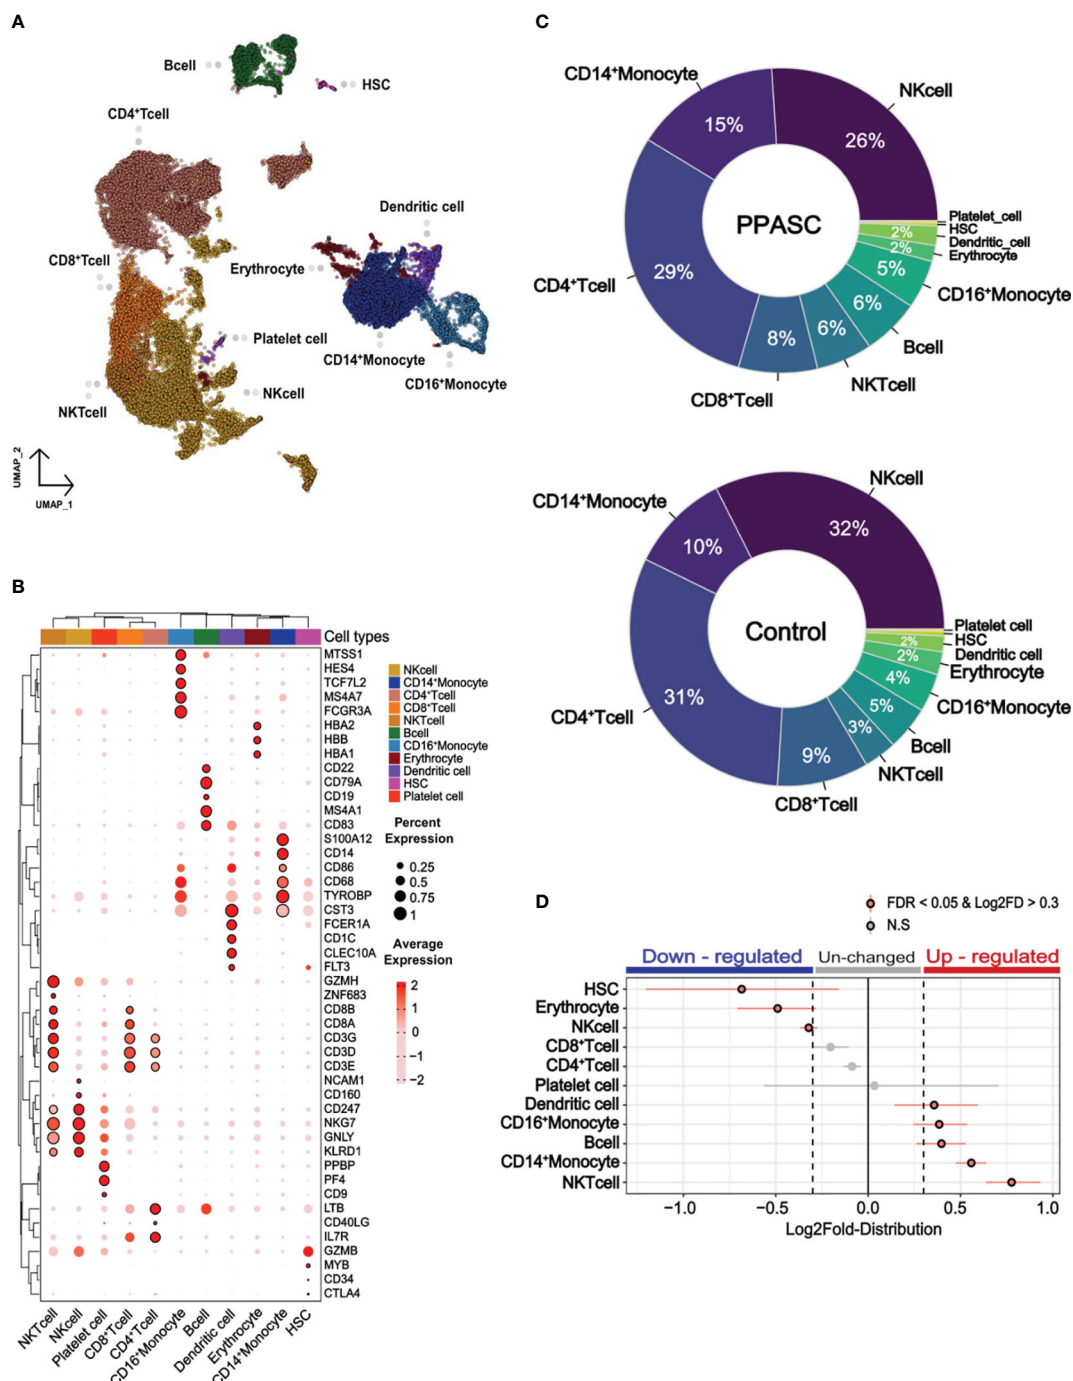 A
Bcell
HSC
CD4⁺Tcell
Dendritic cell
CD8⁺Tcell
Erythrocyte
Platelet cell
CD14⁺Monocyte
CD16⁺Monocyte
NKcell
NKTcell
UMAP_2
UMAP_1
B
Cell types
MTSS1
HES4
TCF7L2
MS4A7
FCGR3A
HBA2
HBB
HBA1
CD22
CD79A
CD19
MS4A1
CD83
S100A12
CD14
CD86
CD68
TYROBP
CST3
FCER1A
CD1C
CLEC10A
FLT3
GZMH
ZNF683
CD8B
CD8A
CD3G
CD3D
CD3E
NCAM1
CD160
CD247
NKG7
GNLY
KLRD1
PPBP
PF4
CD9
LTB
CD40LG
IL7R
GZMB
MYB
CD34
CTLA4
NKTcell
NKcell
Platelet cell
CD8⁺Tcell
CD4⁺Tcell
CD16⁺Monocyte
Bcell
Dendritic cell
Erythrocyte
CD14⁺Monocyte
HSC
NKcell
CD14⁺Monocyte
CD4⁺Tcell
CD8⁺Tcell
NKTcell
Bcell
CD16⁺Monocyte
Erythrocyte
Dendritic cell
HSC
Platelet cell
Percent
Expression
0.25
0.5
0.75
1
Average
Expression
2
1
0
−1
−2
C
CD14⁺Monocyte
NKcell
15%
26%
PPASC
Platelet_cell
HSC
2%
Dendritic_cell
2%
Erythrocyte
5%
CD16⁺Monocyte
CD4⁺Tcell
29%
6%
Bcell
8%
6%
NKTcell
CD8⁺Tcell
NKcell
CD14⁺Monocyte
32%
10%
Control
Platelet cell
HSC
2%
Dendritic cell
2%
Erythrocyte
4%
CD16⁺Monocyte
CD4⁺Tcell
31%
5%
Bcell
3%
NKTcell
9%
CD8⁺Tcell
D
FDR < 0.05 & Log2FD > 0.3
N.S
Down - regulated
Un-changed
Up - regulated
HSC
Erythrocyte
NKcell
CD8⁺Tcell
CD4⁺Tcell
Platelet cell
Dendritic cell
CD16⁺Monocyte
Bcell
CD14⁺Monocyte
NKTcell
−1.0
−0.5
0.0
0.5
1.0
Log2Fold-Distribution